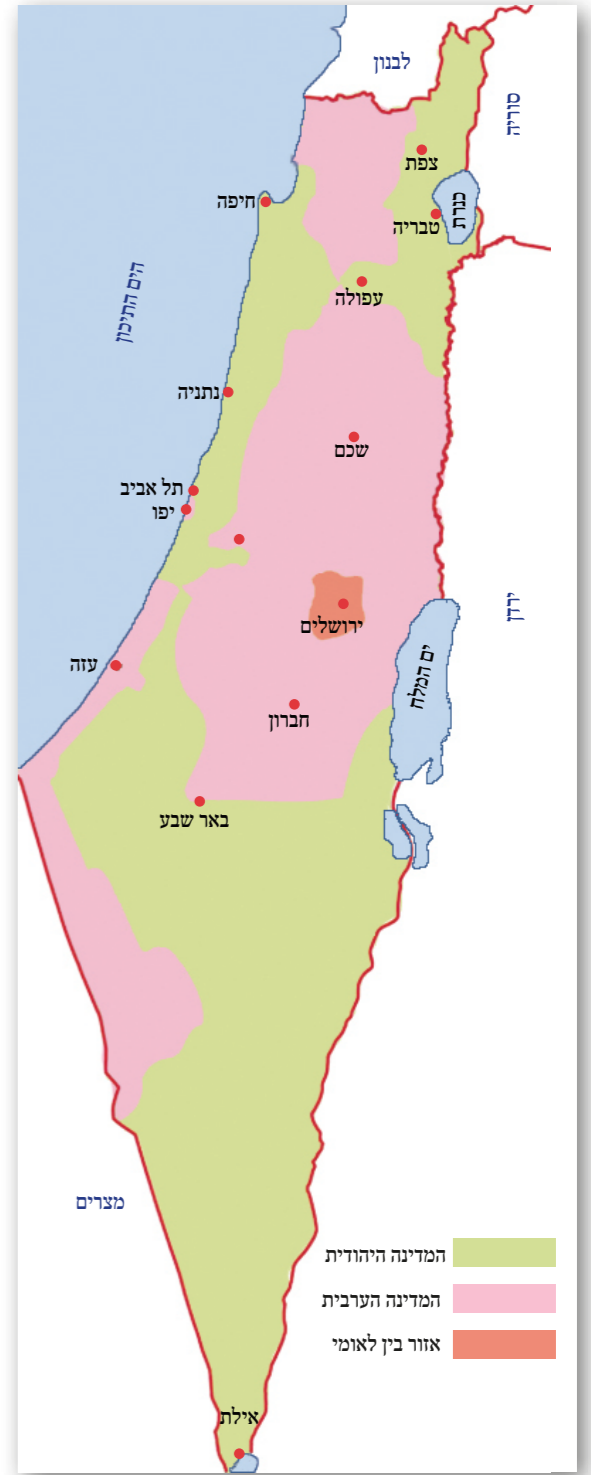 לבנון
סוריה
צפת
כנרת
חיפה
טבריה
הים התיכון
עפולה
נתניה
שכם
תל אביב
יפו
ירדן
ירושלים
עזה
ים המלח
חברון
באר שבע
מצרים
המדינה היהודית
המדינה הערבית
אזור בין לאומי
אילת